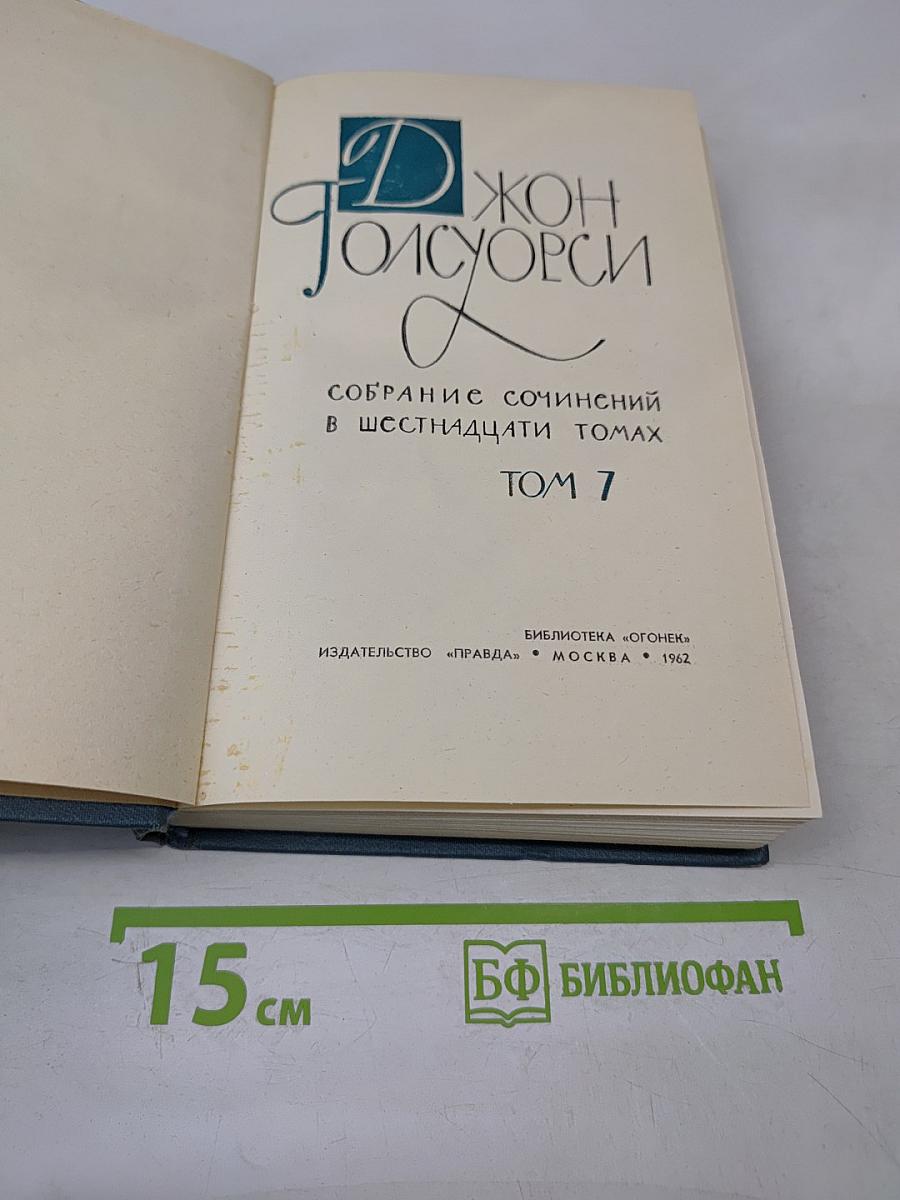 ДЖОН
ГОЛСУОРСИ
СОБРАНИЕ СОЧИНЕНИЙ
В ШЕСТНАДЦАТИ ТОМАХ
ТОМ 7
БИБЛИОТЕКА «ОГОНЕК»
ИЗДАТЕЛЬСТВО «ПРАВДА» • МОСКВА • 1962
15 см
БФ БИБЛИОФАН